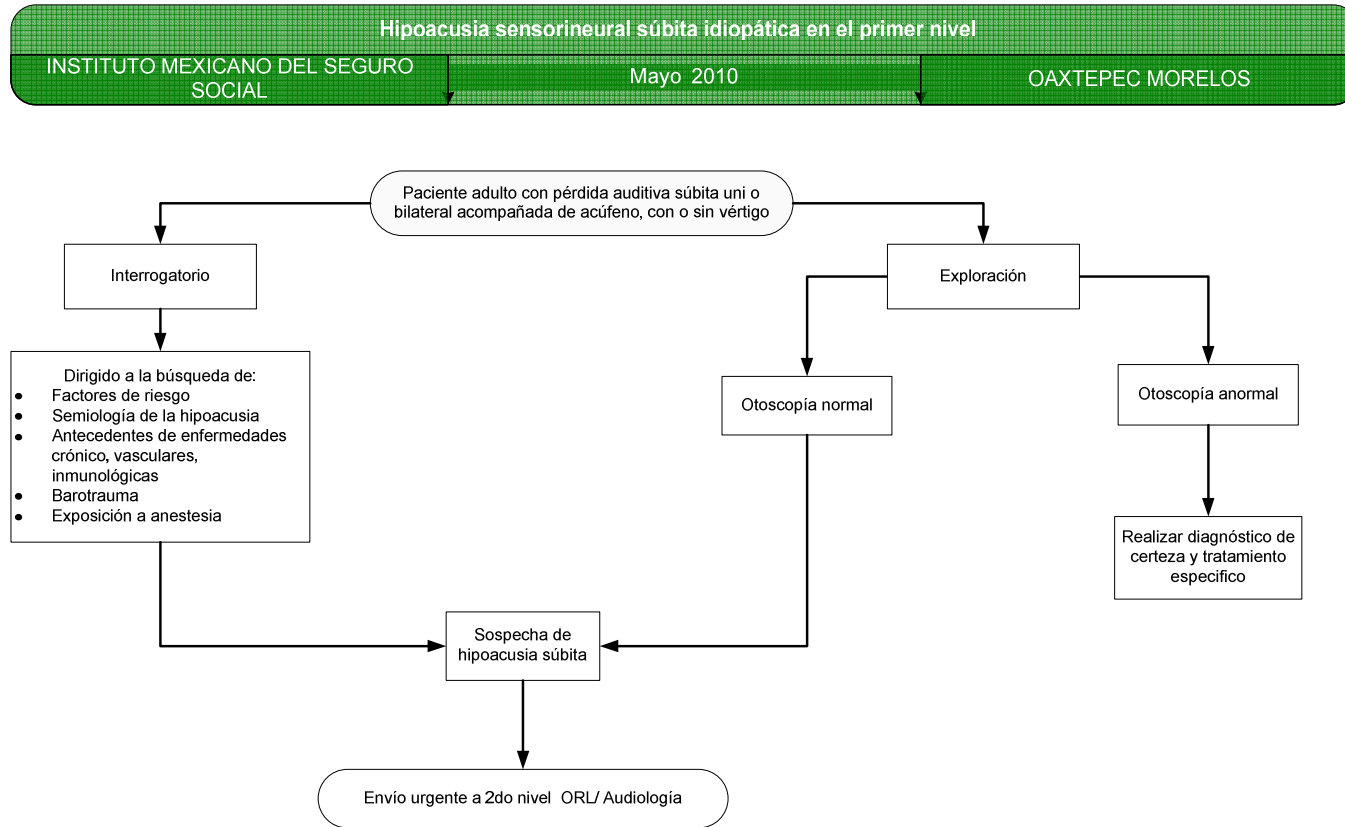 Hipoacusia sensorineural súbita idiopática en el primer nivel
INSTITUTO MEXICANO DEL SEGURO
SOCIAL
Mayo 2010
OAXTEPEC MORELOS
Paciente adulto con pérdida auditiva súbita uni o
bilateral acompañada de acúfeno, con o sin vértigo
Interrogatorio
Exploración
Dirigido a la búsqueda de:
• Factores de riesgo
• Semiología de la hipoacusia
• Antecedentes de enfermedades
crónico, vasculares,
inmunológicas
• Barotrauma
• Exposición a anestesia
Otoscopía normal
Otoscopía anormal
Realizar diagnóstico de
certeza y tratamiento
especifico
Sospecha de
hipoacusia súbita
Envío urgente a 2do nivel ORL/ Audiología